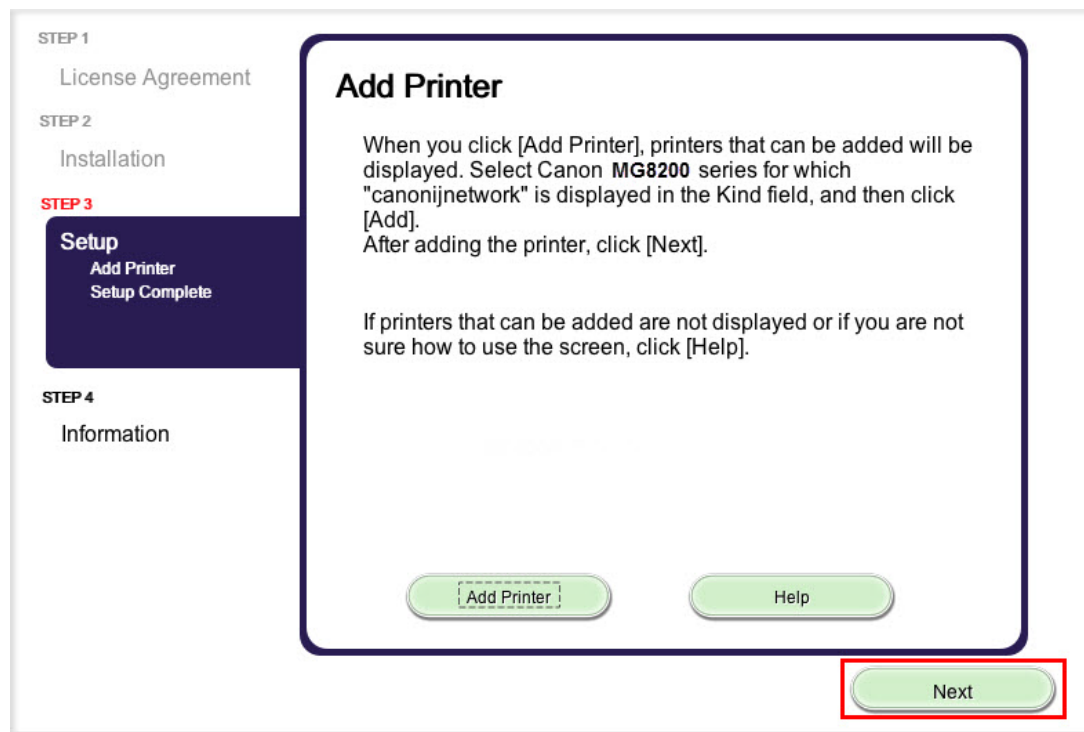 STEP 1
License Agreement
STEP 2
Installation
STEP 3
Setup
Add Printer
Setup Complete
STEP 4
Information
Add Printer
When you click [Add Printer], printers that can be added will be
displayed. Select Canon MG8200 series for which
"canonijnetwork" is displayed in the Kind field, and then click
[Add].
After adding the printer, click [Next].
If printers that can be added are not displayed or if you are not
sure how to use the screen, click [Help].
Add Printer
Help
Next